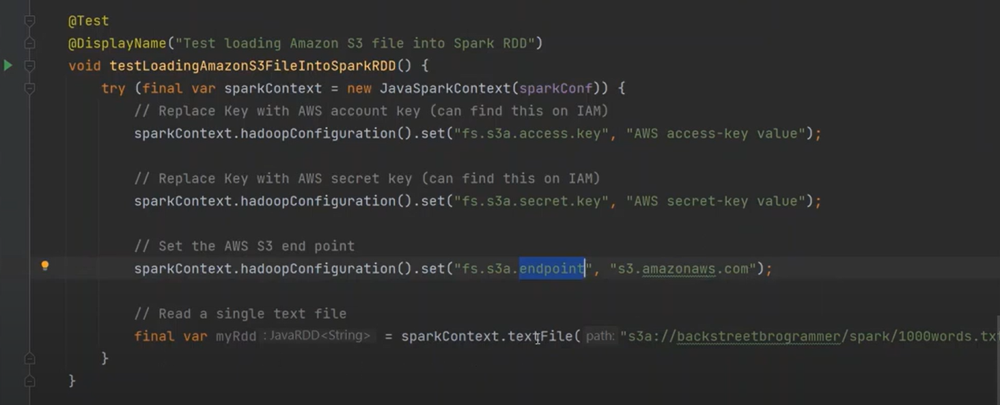 @Test
@DisplayName("Test loading Amazon S3 file into Spark RDD")
void testLoadingAmazonS3FileIntoSparkRDD() {
try (final var sparkContext = new JavaSparkContext(sparkConf)) {
// Replace Key with AWS account key (can find this on IAM)
sparkContext.hadoopConfiguration().set("fs.s3a.access.key", "AWS access-key value");
// Replace Key with AWS secret key (can find this on IAM)
sparkContext.hadoopConfiguration().set("fs.s3a.secret.key", "AWS secret-key value");
// Set the AWS S3 end point
sparkContext.hadoopConfiguration().set("fs.s3a.endpoint", "s3.amazonaws.com");
// Read a single text file
final var myRdd : JavaRDD<String> = sparkContext.textFile( path: "s3a://backstreetbrogrammer/spark/1000words.tx
}
}